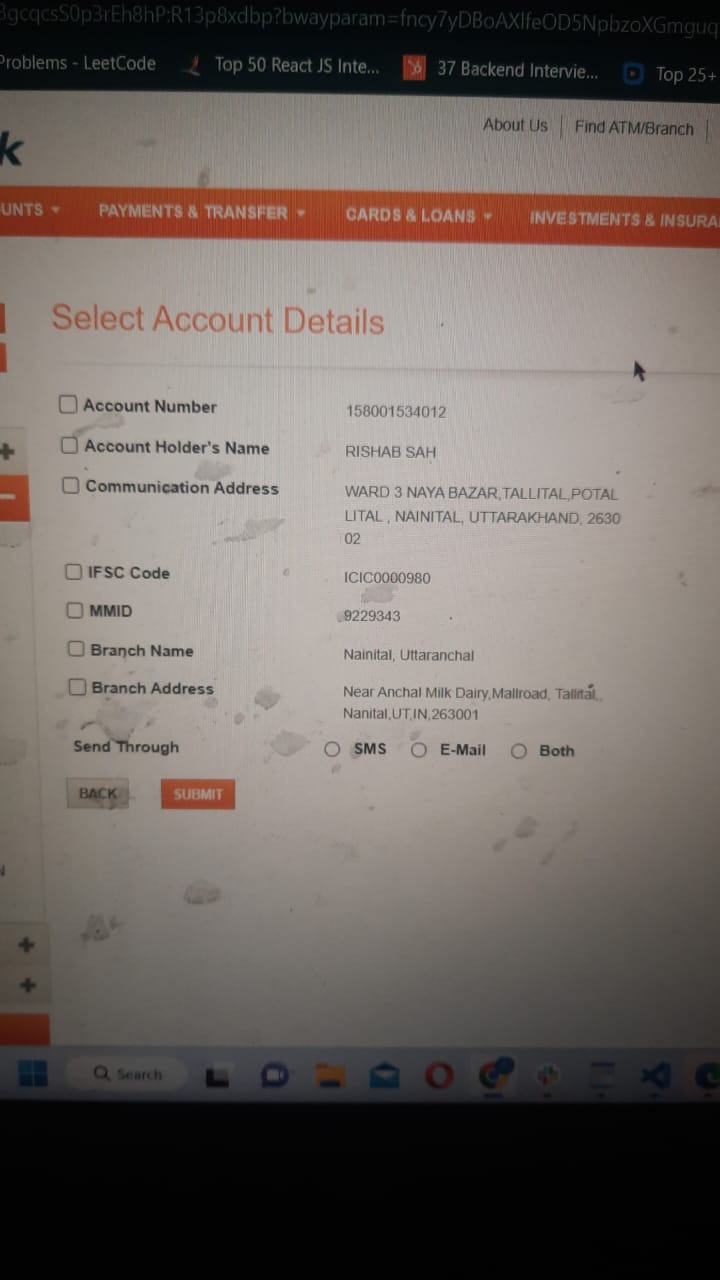 3gcqcsS0p3rEh8hP:R13p8xdbp?bwayparam=fncy7yDBoAXlfeOD5NpbzoXGmguq
Problems - LeetCode Top 50 React JS Inte... 37 Backend Intervie... Top 25+
About Us Find ATM/Branch
k
UNTS PAYMENTS & TRANSFER CARDS & LOANS INVESTMENTS & INSURA
Select Account Details
Account Number 158001534012
Account Holder's Name RISHAB SAH
Communication Address WARD 3 NAYA BAZAR,TALLITAL,POTAL
LITAL , NAINITAL, UTTARAKHAND, 2630
02
IFSC Code ICIC0000980
MMID 9229343
Branch Name Nainital, Uttaranchal
Branch Address Near Anchal Milk Dairy,Mallroad, Tallital,
Nanital,UT,IN,263001
Send Through SMS E-Mail Both
BACK SUBMIT
Search